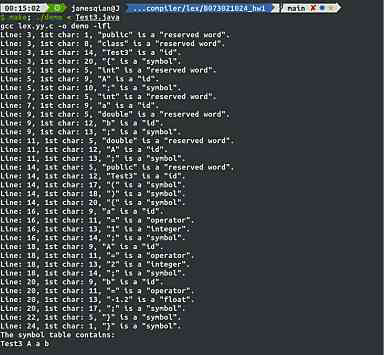 00:15:02 janesqian@J ...compiler/lex/B073021024_hw1 main
$ make; ./demo < Test3.java
gcc lex.yy.c -o demo -lfl
Line: 3, 1st char: 1, "public" is a "reserved word".
Line: 3, 1st char: 8, "class" is a "reserved word".
Line: 3, 1st char: 14, "Test3" is a "id".
Line: 3, 1st char: 20, "{" is a "symbol".
Line: 5, 1st char: 5, "int" is a "reserved word".
Line: 5, 1st char: 9, "A" is a "id".
Line: 5, 1st char: 10, ";" is a "symbol".
Line: 7, 1st char: 5, "int" is a "reserved word".
Line: 7, 1st char: 9, "a" is a "id".
Line: 9, 1st char: 5, "double" is a "reserved word".
Line: 9, 1st char: 12, "b" is a "id".
Line: 9, 1st char: 13, ";" is a "symbol".
Line: 11, 1st char: 5, "double" is a "reserved word".
Line: 11, 1st char: 12, "A" is a "id".
Line: 11, 1st char: 13, ";" is a "symbol".
Line: 14, 1st char: 5, "public" is a "reserved word".
Line: 14, 1st char: 12, "Test3" is a "id".
Line: 14, 1st char: 17, "(" is a "symbol".
Line: 14, 1st char: 18, ")" is a "symbol".
Line: 14, 1st char: 20, "{" is a "symbol".
Line: 16, 1st char: 9, "a" is a "id".
Line: 16, 1st char: 11, "=" is a "operator".
Line: 16, 1st char: 13, "1" is a "integer".
Line: 16, 1st char: 14, ";" is a "symbol".
Line: 18, 1st char: 9, "A" is a "id".
Line: 18, 1st char: 11, "=" is a "operator".
Line: 18, 1st char: 13, "2" is a "integer".
Line: 18, 1st char: 14, ";" is a "symbol".
Line: 20, 1st char: 9, "b" is a "id".
Line: 20, 1st char: 11, "=" is a "operator".
Line: 20, 1st char: 13, "-1.2" is a "float".
Line: 20, 1st char: 17, ";" is a "symbol".
Line: 22, 1st char: 5, "}" is a "symbol".
Line: 24, 1st char: 1, "}" is a "symbol".
The symbol table contains:
Test3 A a b